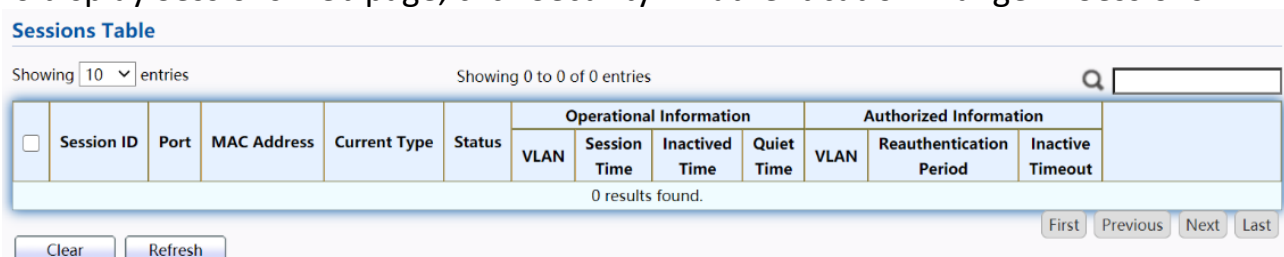 Sessions Table
Showing 10 entries Showing 0 to 0 of 0 entries
Operational Information Authorized Information
Session ID Port MAC Address Current Type Status VLAN Session Time Inactived Time Quiet Time VLAN Reauthentication Period Inactive Timeout
0 results found.
First Previous Next Last
Clear Refresh